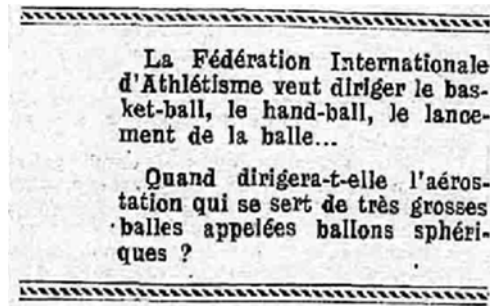 La Fédération Internationale
d'Athlétisme veut diriger le bas-
ket-ball, le hand-ball, le lance-
ment de la balle...
Quand dirigera-t-elle l'aéros-
tation qui se sert de très grosses
balles appelées ballons sphéri-
ques ?